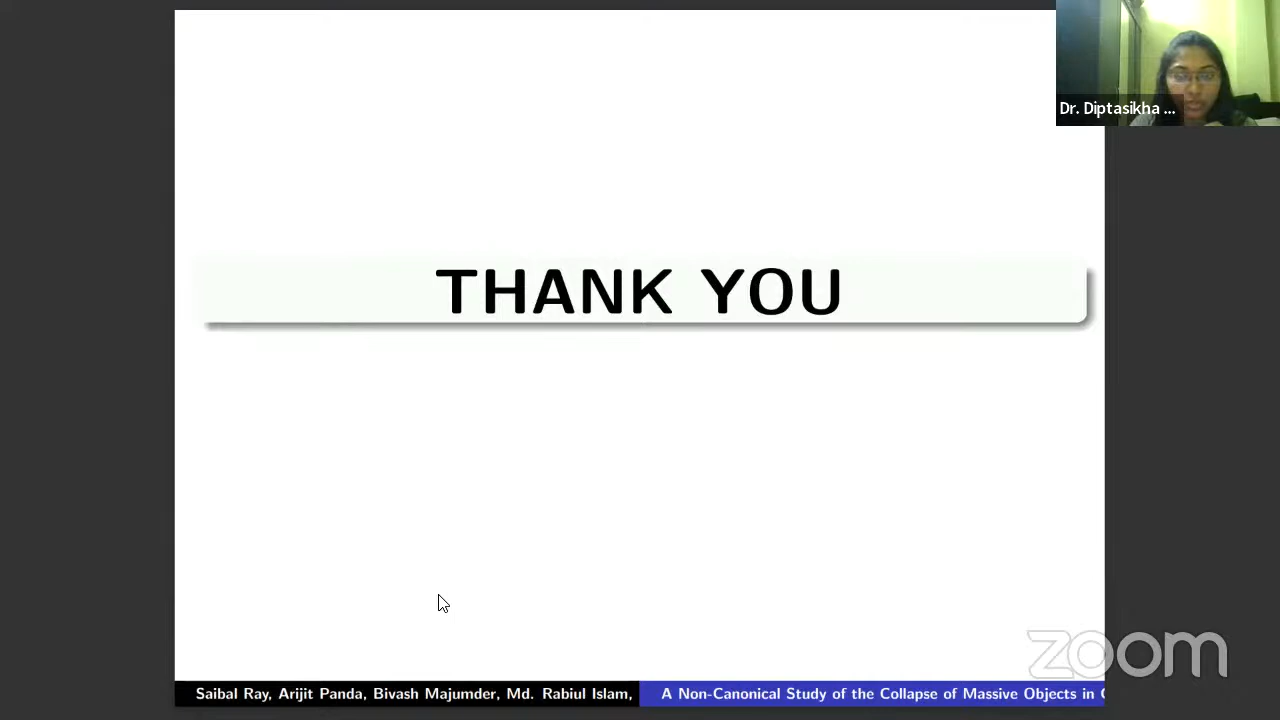 Dr. Diptasikha ...
THANK YOU
zoom
Saibal Ray, Arijit Panda, Bivash Majumder, Md. Rabiul Islam,
A Non-Canonical Study of the Collapse of Massive Objects in